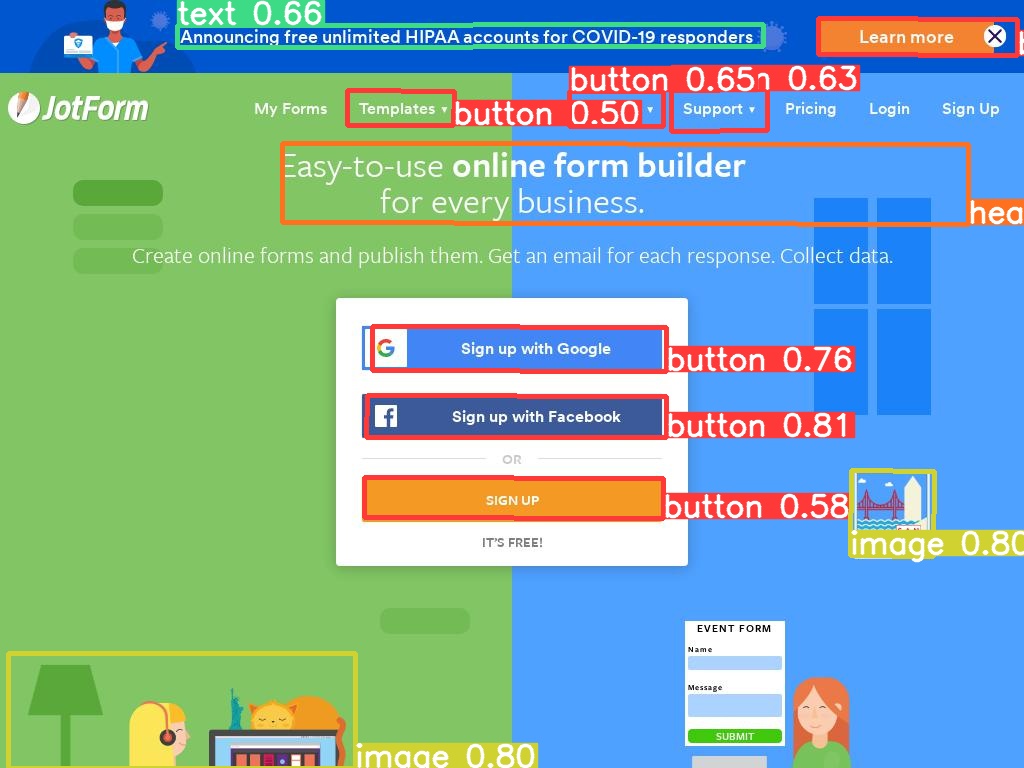 text 0.66
Announcing free unlimited HIPAA accounts for COVID-19 responders
Learn more
button 0.65 0.63
JotForm
My Forms
Templates
button 0.50
Support
Pricing
Login
Sign Up
Easy-to-use online form builder
for every business.
hea
Create online forms and publish them. Get an email for each response. Collect data.
Sign up with Google
button 0.76
Sign up with Facebook
button 0.81
OR
SIGN UP
button 0.58
IT'S FREE!
image 0.80
EVENT FORM
Name
Message
SUBMIT
image 0.80